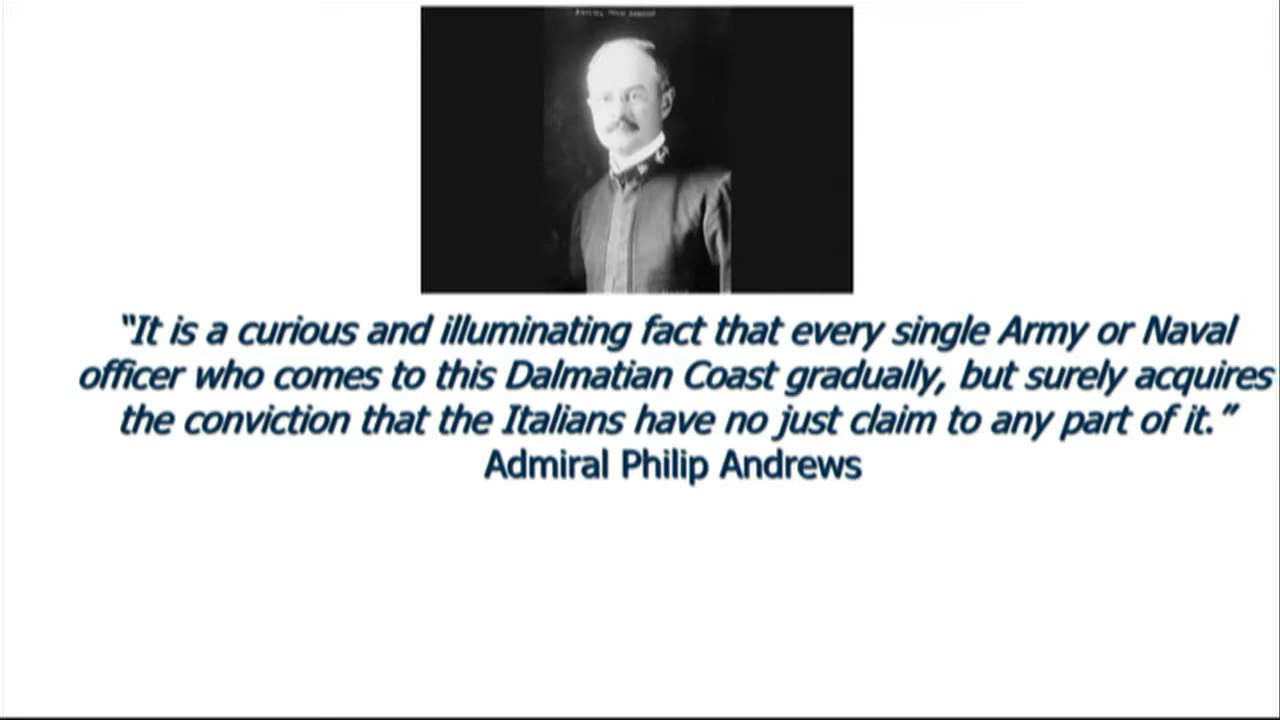 “It is a curious and illuminating fact that every single Army or Naval
officer who comes to this Dalmatian Coast gradually, but surely acquires
the conviction that the Italians have no just claim to any part of it.”
Admiral Philip Andrews